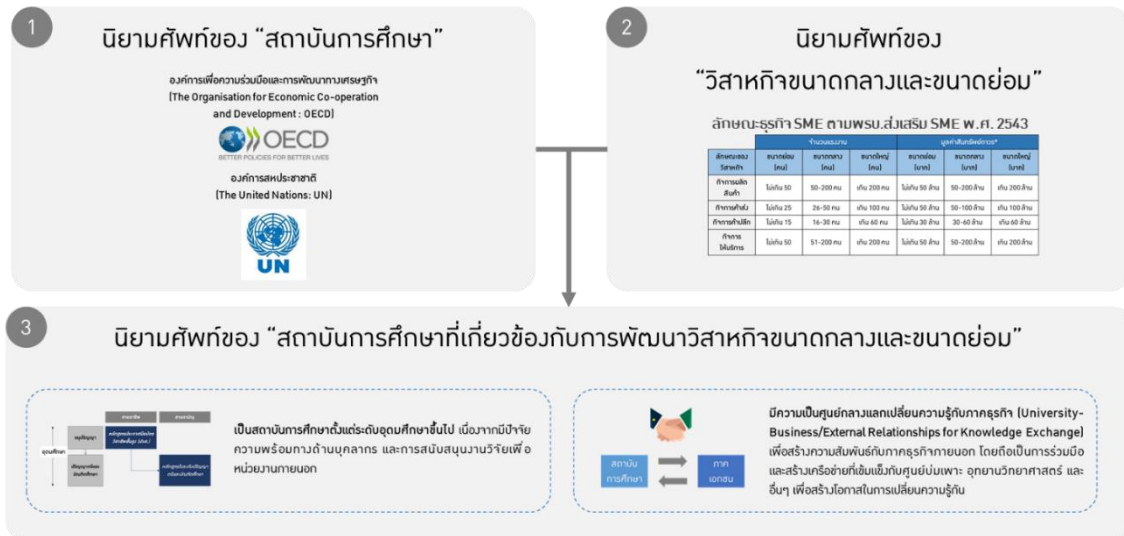 1
นิยามศัพท์ของ “สถาบันการศึกษา”
องค์การเพื่อความร่วมมือและการพัฒนาทางเศรษฐกิจ
(The Organisation for Economic Co-operation
and Development : OECD)
OECD
BETTER POLICIES FOR BETTER LIVES
องค์การสหประชาชาติ
(The United Nations: UN)
UN
2
นิยามศัพท์ของ
“วิสาหกิจขนาดกลางและขนาดย่อม”
ลักษณะธุรกิจ SME ตามพรบ.ส่งเสริม SME พ.ศ. 2543
จำนวนแรงงาน มูลค่าสินทรัพย์ถาวร*
ลักษณะของวิสาหกิจ ขนาดย่อม (คน) ขนาดกลาง (คน) ขนาดใหญ่ (คน) ขนาดย่อม (บาท) ขนาดกลาง (บาท) ขนาดใหญ่ (บาท)
กิจการผลิตสินค้า ไม่เกิน 50 50-200 คน เกิน 200 คน ไม่เกิน 50 ล้าน 50-200 ล้าน เกิน 200 ล้าน
กิจการค้าส่ง ไม่เกิน 25 26-50 คน เกิน 100 คน ไม่เกิน 50 ล้าน 50-100 ล้าน เกิน 100 ล้าน
กิจการค้าปลีก ไม่เกิน 15 16-30 คน เกิน 60 คน ไม่เกิน 30 ล้าน 30-60 ล้าน เกิน 60 ล้าน
กิจการให้บริการ ไม่เกิน 50 51-200 คน เกิน 200 คน ไม่เกิน 50 ล้าน 50-200 ล้าน เกิน 200 ล้าน
3
นิยามศัพท์ของ “สถาบันการศึกษาที่เกี่ยวข้องกับการพัฒนาวิสาหกิจขนาดกลางและขนาดย่อม”
อุดมศึกษา
อนุปริญญา
เป็นสถาบันการศึกษาตั้งแต่ระดับอุดมศึกษาขึ้นไป เนื่องจากมีปัจจัย
ความพร้อมทางด้านบุคลากร และการสนับสนุนงานวิจัยเพื่อ
หน่วยงานภายนอก
สถาบัน
การศึกษา
ภาค
เอกชน
มีความเป็นศูนย์กลางแลกเปลี่ยนความรู้กับภาคธุรกิจ (University-
Business/External Relationships for Knowledge Exchange)
เพื่อสร้างความสัมพันธ์กับภาคธุรกิจภายนอก โดยถือเป็นการร่วมมือ
และสร้างเครือข่ายที่เข้มแข็งกับศูนย์บ่มเพาะ อุทยานวิทยาศาสตร์ และ
อื่นๆ เพื่อสร้างโอกาสในการเปลี่ยนความรู้กัน